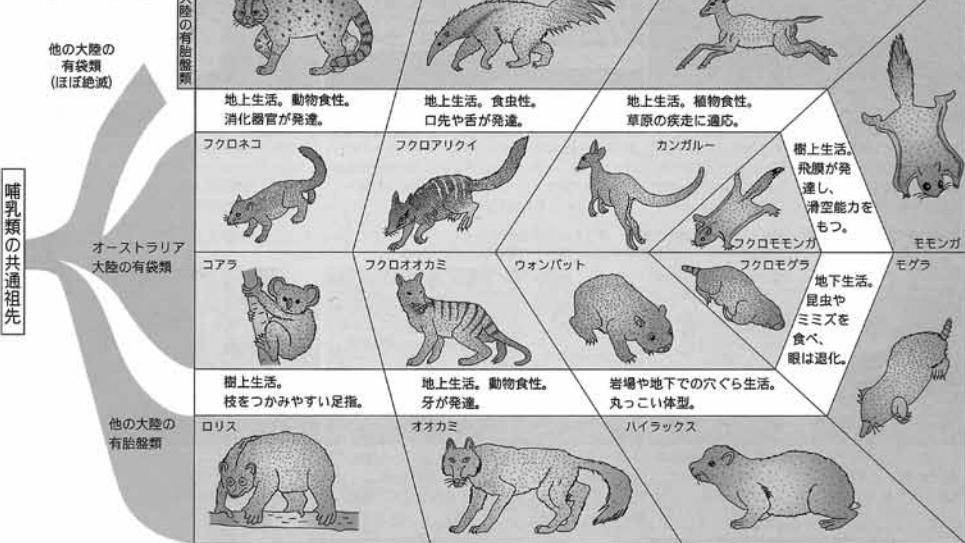 大陸の有胎盤類
他の大陸の
有袋類
(ほぼ絶滅)
地上生活。動物食性。
消化器官が発達。
地上生活。食虫性。
口先や舌が発達。
地上生活。植物食性。
草原の疾走に適応。
フクロネコ
フクロアリクイ
カンガルー
フクロモモンガ
樹上生活。
飛膜が発
達し、
滑空能力を
もつ。
モモンガ
哺乳類の共通祖先
オーストラリア
大陸の有袋類
コアラ
フクロオオカミ
ウォンバット
フクロモグラ
地下生活。
昆虫や
ミミズを
食べ、
眼は退化。
モグラ
樹上生活。
枝をつかみやすい足指。
地上生活。動物食性。
牙が発達。
岩場や地下での穴ぐら生活。
丸っこい体型。
他の大陸の
有胎盤類
ロリス
オオカミ
ハイラックス